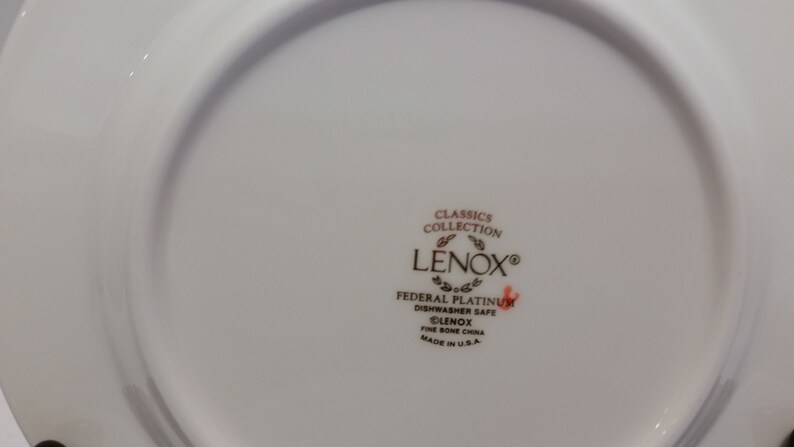 CLASSICS
COLLECTION
LENOX®
FEDERAL PLATINUM
DISHWASHER SAFE
©LENOX
FINE BONE CHINA
MADE IN U.S.A.